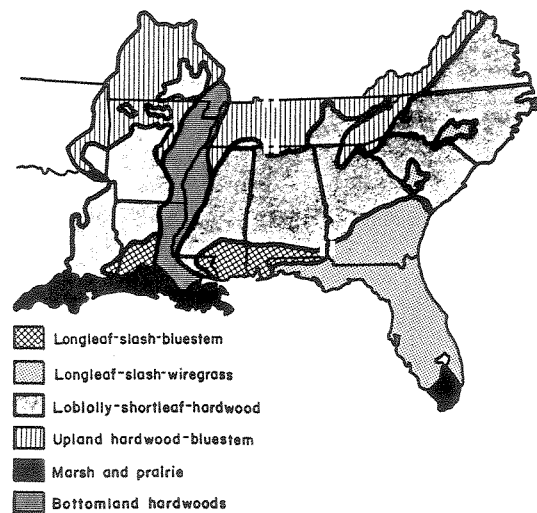 Longleaf-slash-bluestem
Longleaf-slash-wiregrass
Loblolly-shortleaf-hardwood
Upland hardwood-bluestem
Marsh and prairie
Bottomland hardwoods